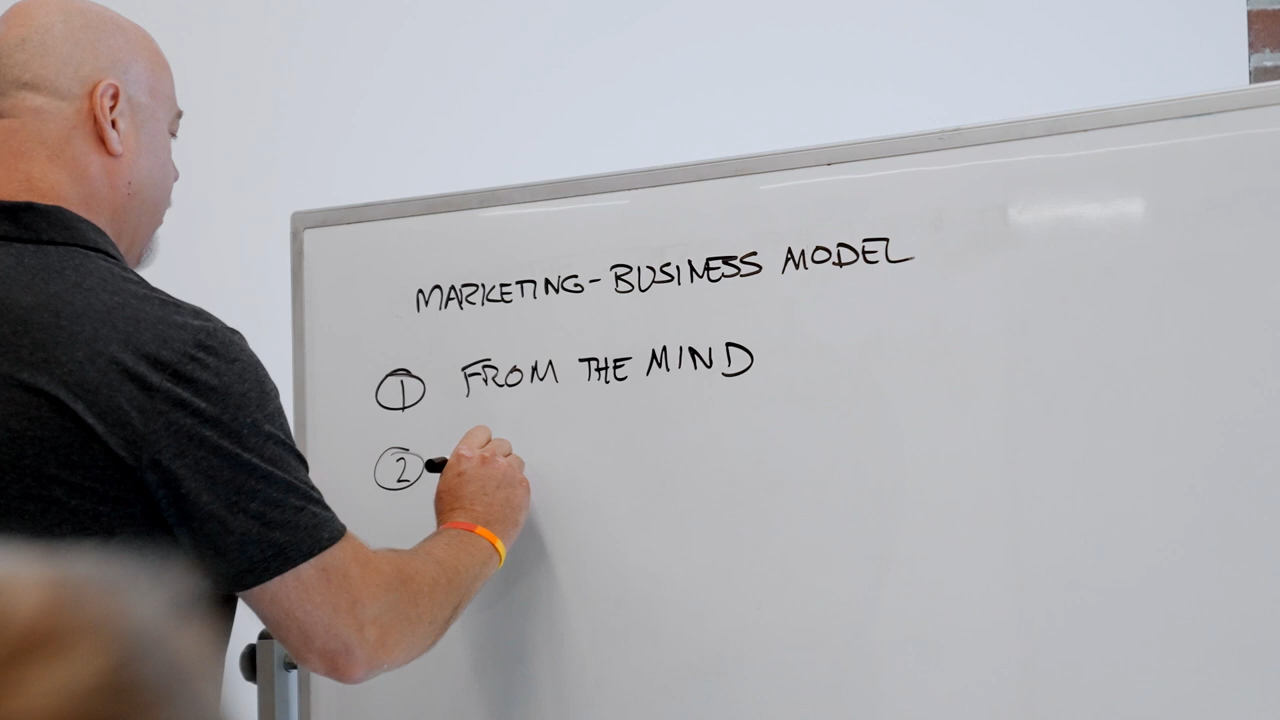 MARKETING-BUSINESS MODEL
① FROM THE MIND
②